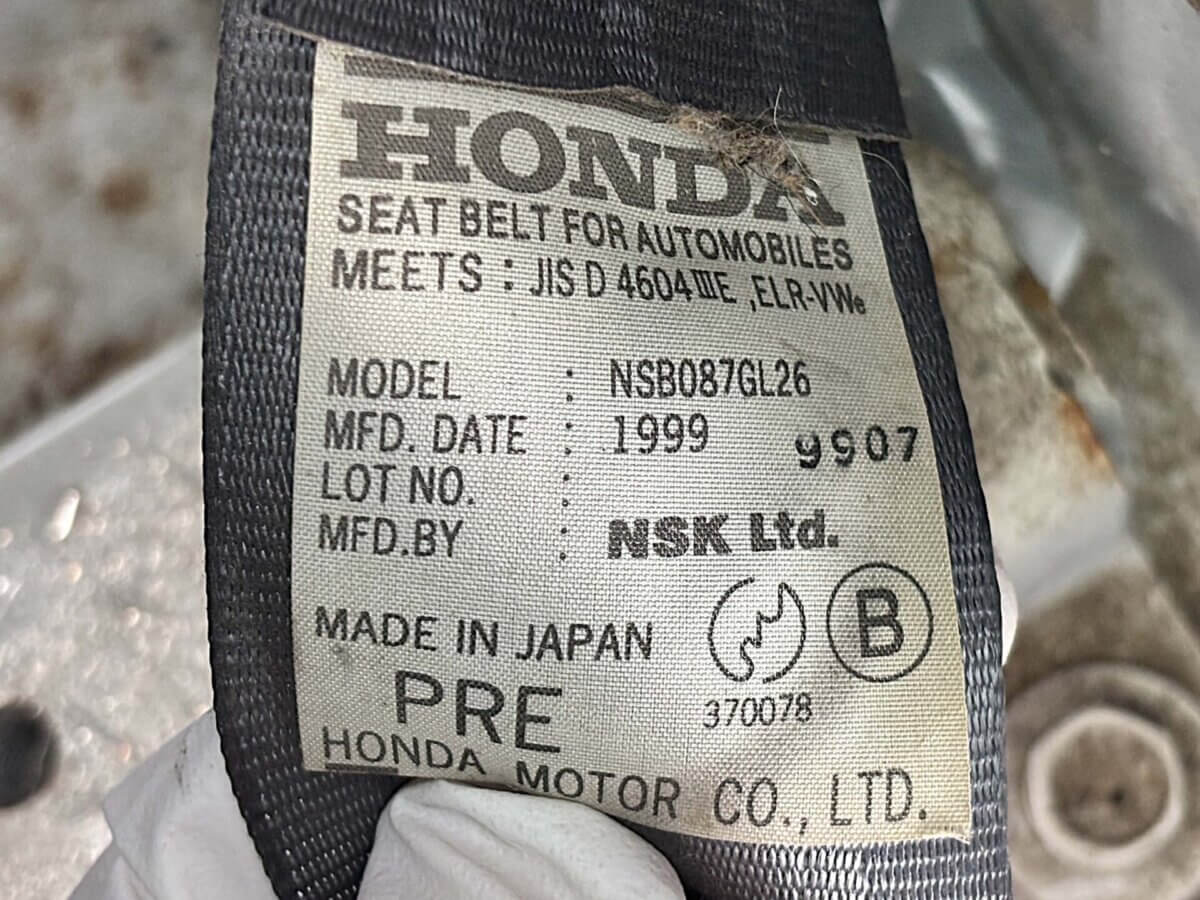 HONDA
SEAT BELT FOR AUTOMOBILES
MEETS : JIS D 4604ⅢE ,ELR-VWe
MODEL : NSB087GL26
MFD. DATE : 1999 9907
LOT NO. :
MFD.BY : NSK Ltd.
MADE IN JAPAN B
370078
PRE
HONDA MOTOR CO., LTD.